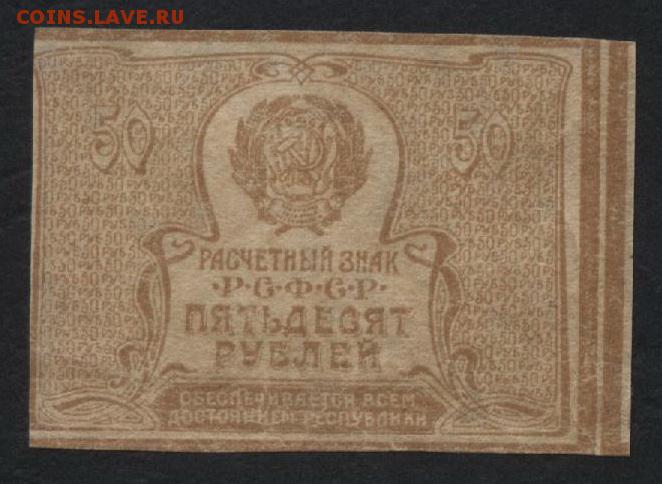 COINS.LAVE.RU
50 50
РАСЧЕТНЫЙ ЗНАК
·Р·С·Ф·С·Р·
ПЯТЬДЕСЯТ
РУБЛЕЙ
ОБЕСПЕЧИВАЕТСЯ ВСЕМ
ДОСТОЯНИЕМ РЕСПУБЛИКИ